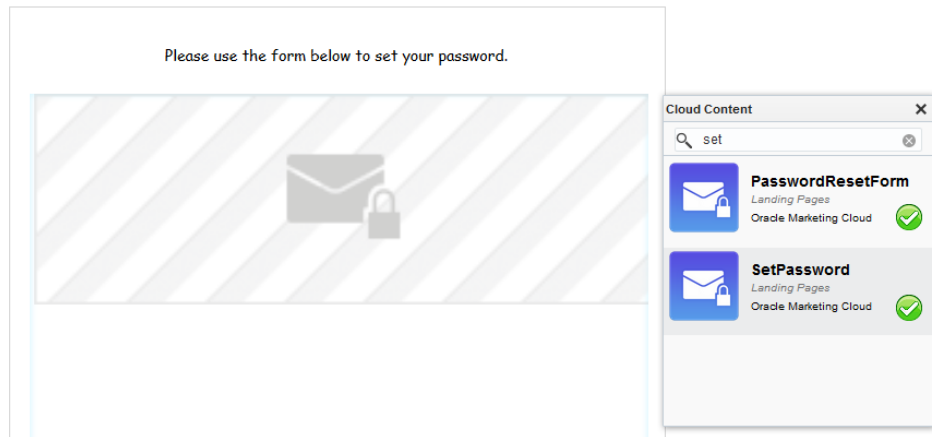 Please use the form below to set your password.
Cloud Content
set
PasswordResetForm
Landing Pages
Oracle Marketing Cloud
SetPassword
Landing Pages
Oracle Marketing Cloud